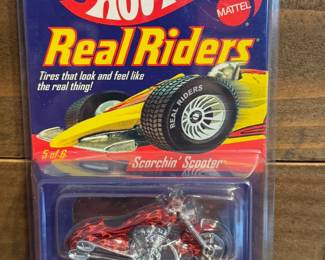 HOT
MATTEL
Real Riders®
Tires that look and feel like
the real thing!
REAL RIDERS
5 of 6
Scorchin' Scooter